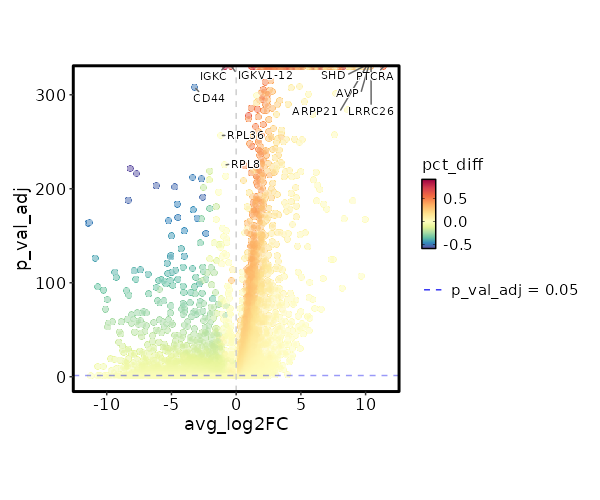 IGKC IGKV1-12 SHD PTCRA
CD44 AVP
ARPP21 LRRC26
RPL36
RPL8
300
200
100
0
p_val_adj
-10 -5 0 5 10
avg_log2FC
pct_diff
0.5
0.0
-0.5
p_val_adj = 0.05